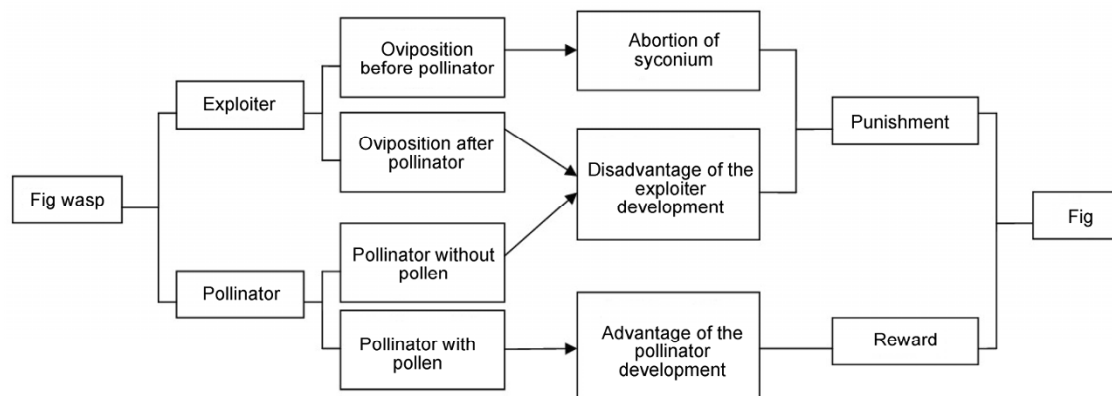 Fig wasp
Exploiter
Pollinator
Oviposition
before pollinator
Oviposition after
pollinator
Pollinator without
pollen
Pollinator with
pollen
Abortion of
syconium
Disadvantage of the
exploiter
development
Advantage of the
pollinator
development
Punishment
Reward
Fig